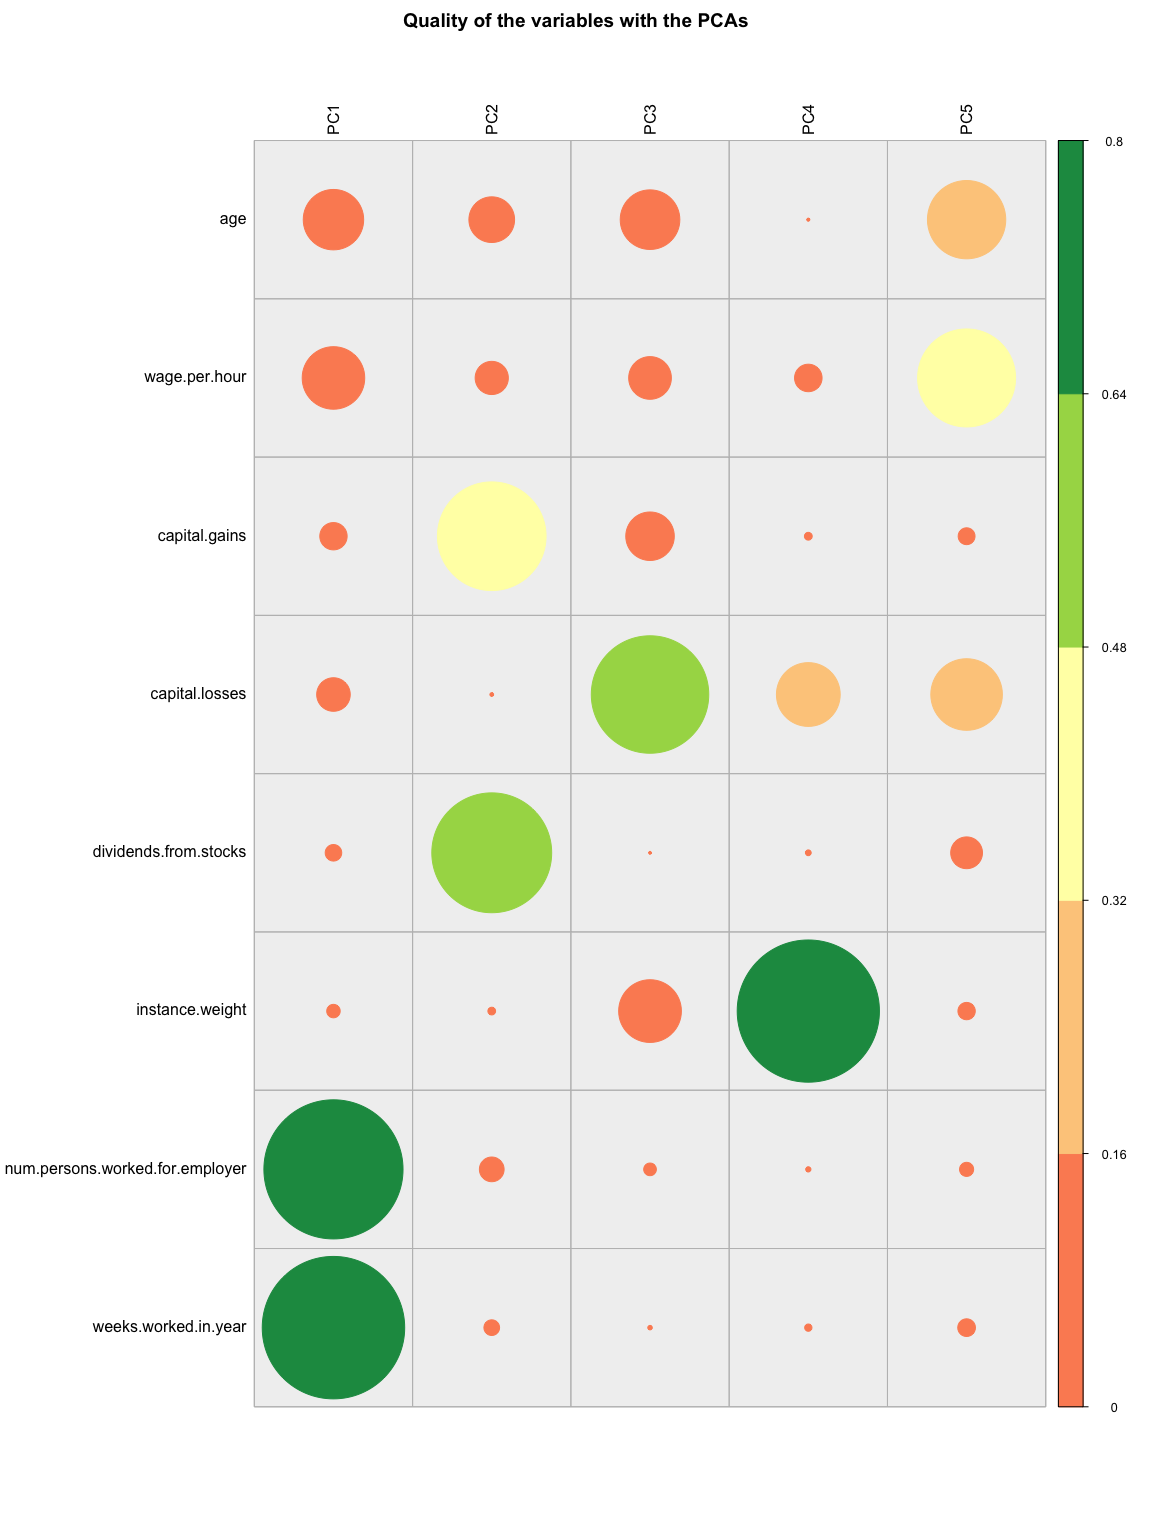 Quality of the variables with the PCAs
PC1
PC2
PC3
PC4
PC5
age
wage.per.hour
capital.gains
capital.losses
dividends.from.stocks
instance.weight
num.persons.worked.for.employer
weeks.worked.in.year
0.8
0.64
0.48
0.32
0.16
0